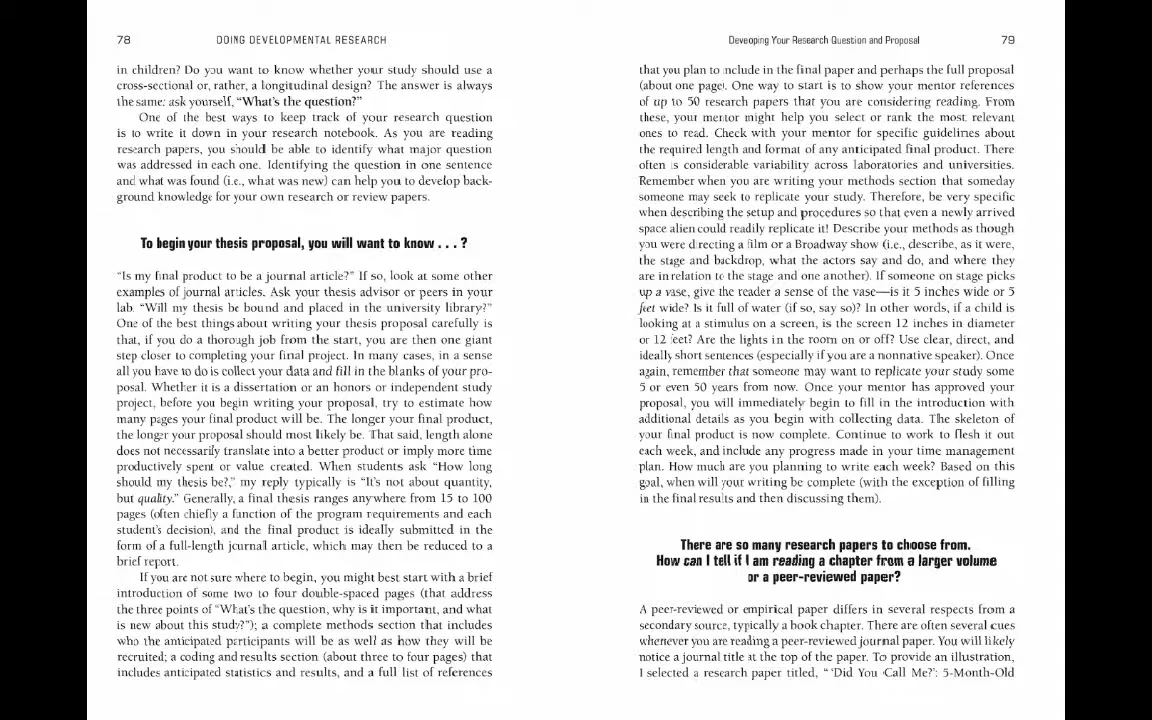 78 DOING DEVELOPMENTAL RESEARCH
in children? Do you want to know whether your study should use a
cross-sectional or, rather, a longitudinal design? The answer is always
the same: ask yourself, “What’s the question?”
One of the best ways to keep track of your research question
is to write it down in your research notebook. As you are reading
research papers, you should be able to identify what major question
was addressed in each one. Identifying the question in one sentence
and what was found (i.e., what was new) can help you to develop back-
ground knowledge for your own research or review papers.
To begin your thesis proposal, you will want to know . . . ?
“Is my final product to be a journal article?” If so, look at some other
examples of journal articles. Ask your thesis advisor or peers in your
lab. “Will my thesis be bound and placed in the university library?”
One of the best things about writing your thesis proposal carefully is
that, if you do a thorough job from the start, you are then one giant
step closer to completing your final project. In many cases, in a sense
all you have to do is collect your data and fill in the blanks of your pro-
posal. Whether it is a dissertation or an honors or independent study
project, before you begin writing your proposal, try to estimate how
many pages your final product will be. The longer your final product,
the longer your proposal should most likely be. That said, length alone
does not necessarily translate into a better product or imply more time
productively spent or value created. When students ask “How long
should my thesis be?,” my reply typically is “It’s not about quantity,
but quality.” Generally, a final thesis ranges anywhere from 15 to 100
pages (often chiefly a function of the program requirements and each
student’s decision), and the final product is ideally submitted in the
form of a full-length journal article, which may then be reduced to a
brief report.
If you are not sure where to begin, you might best start with a brief
introduction of some two to four double-spaced pages (that address
the three points of “What’s the question, why is it important, and what
is new about this study?”); a complete methods section that includes
who the anticipated participants will be as well as how they will be
recruited; a coding and results section (about three to four pages) that
includes anticipated statistics and results, and a full list of references
Deveoping Your Research Question and Proposal 79
that you plan to include in the final paper and perhaps the full proposal
(about one page). One way to start is to show your mentor references
of up to 50 research papers that you are considering reading. From
these, your mentor might help you select or rank the most relevant
ones to read. Check with your mentor for specific guidelines about
the required length and format of any anticipated final product. There
often is considerable variability across laboratories and universities.
Remember when you are writing your methods section that someday
someone may seek to replicate your study. Therefore, be very specific
when describing the setup and procedures so that even a newly arrived
space alien could readily replicate it! Describe your methods as though
you were directing a film or a Broadway show (i.e., describe, as it were,
the stage and backdrop, what the actors say and do, and where they
are in relation to the stage and one another). If someone on stage picks
up a vase, give the reader a sense of the vase—is it 5 inches wide or 5
feet wide? Is it full of water (if so, say so)? In other words, if a child is
looking at a stimulus on a screen, is the screen 12 inches in diameter
or 12 feet? Are the lights in the room on or off? Use clear, direct, and
ideally short sentences (especially if you are a nonnative speaker). Once
again, remember that someone may want to replicate your study some
5 or even 50 years from now. Once your mentor has approved your
proposal, you will immediately begin to fill in the introduction with
additional details as you begin with collecting data. The skeleton of
your final product is now complete. Continue to work to flesh it out
each week, and include any progress made in your time management
plan. How much are you planning to write each week? Based on this
goal, when will your writing be complete (with the exception of filling
in the final results and then discussing them).
There are so many research papers to choose from.
How can I tell if I am reading a chapter from a larger volume
or a peer-reviewed paper?
A peer-reviewed or empirical paper differs in several respects from a
secondary source, typically a book chapter. There are often several cues
whenever you are reading a peer-reviewed journal paper. You will likely
notice a journal title at the top of the paper. To provide an illustration,
I selected a research paper titled, “ ‘Did You Call Me?’: 5-Month-Old